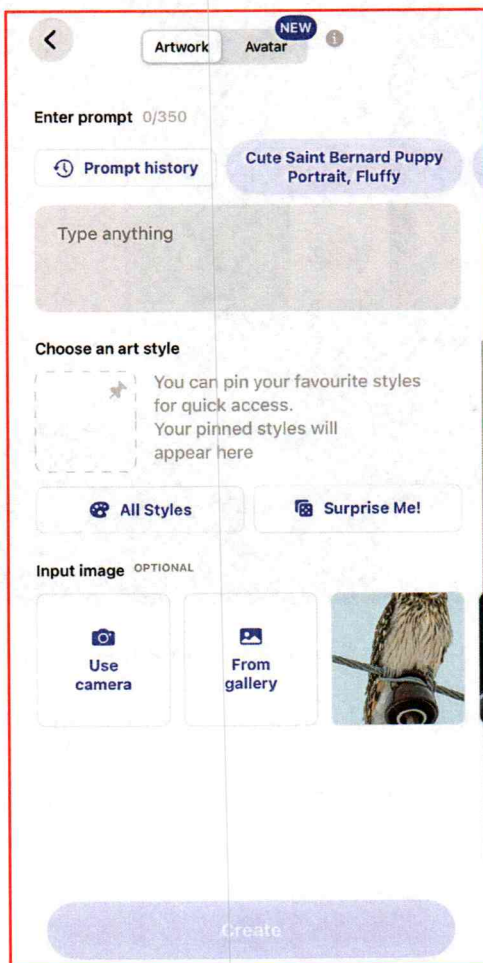 NEW
Artwork Avatar
Enter prompt 0/350
Prompt history
Cute Saint Bernard Puppy
Portrait, Fluffy
Type anything
Choose an art style
You can pin your favourite styles
for quick access.
Your pinned styles will
appear here
All Styles
Surprise Me!
Input image OPTIONAL
Use
camera
From
gallery
Create